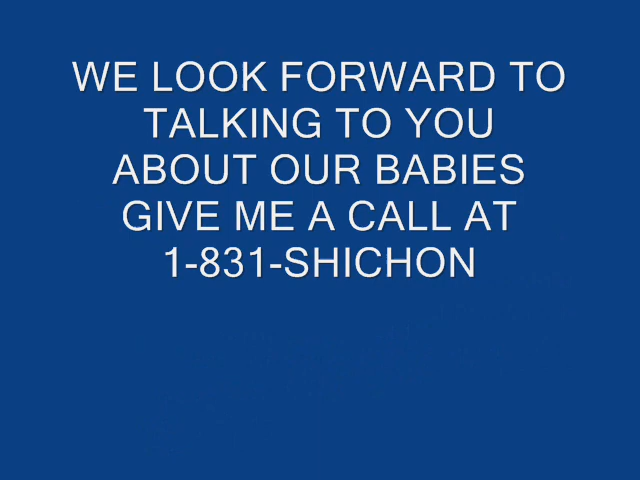 WE LOOK FORWARD TO
TALKING TO YOU
ABOUT OUR BABIES
GIVE ME A CALL AT
1-831-SHICHON